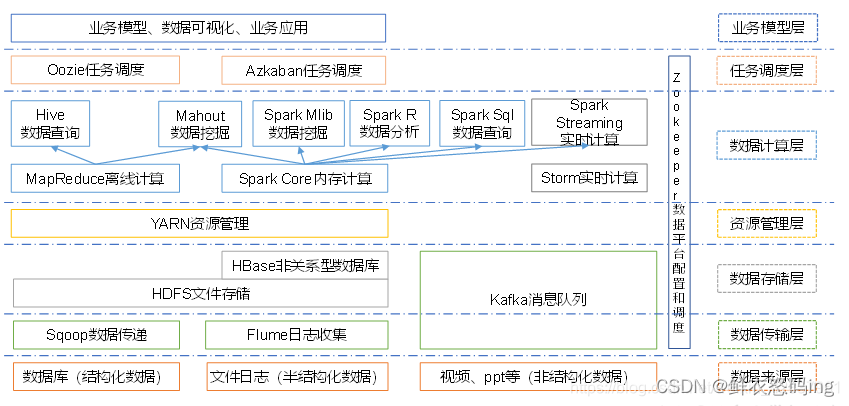 业务模型、数据可视化、业务应用
业务模型层
Oozie任务调度
Azkaban任务调度
任务调度层
Hive
数据查询
Mahout
数据挖掘
Spark Mlib
数据挖掘
Spark R
数据分析
Spark Sql
数据查询
Spark
Streaming
实时计算
MapReduce离线计算
Spark Core内存计算
Storm实时计算
数据计算层
Zookeeper数据平台配置和调度
YARN资源管理
资源管理层
HBase非关系型数据库
HDFS文件存储
Kafka消息队列
数据存储层
Sqoop数据传递
Flume日志收集
数据传输层
数据库（结构化数据）
文件日志（半结构化数据）
视频、ppt等（非结构化数据）
数据来源层
CSDN @鲜衣怒码ing